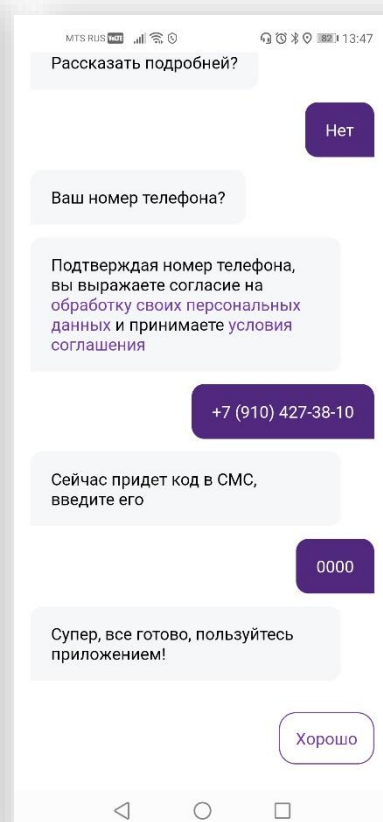 MTS RUS VoLTE 82 13:47
Рассказать подробней?
Нет
Ваш номер телефона?
Подтверждая номер телефона,
вы выражаете согласие на
обработку своих персональных
данных и принимаете условия
соглашения
+7 (910) 427-38-10
Сейчас придет код в СМС,
введите его
0000
Супер, все готово, пользуйтесь
приложением!
Хорошо